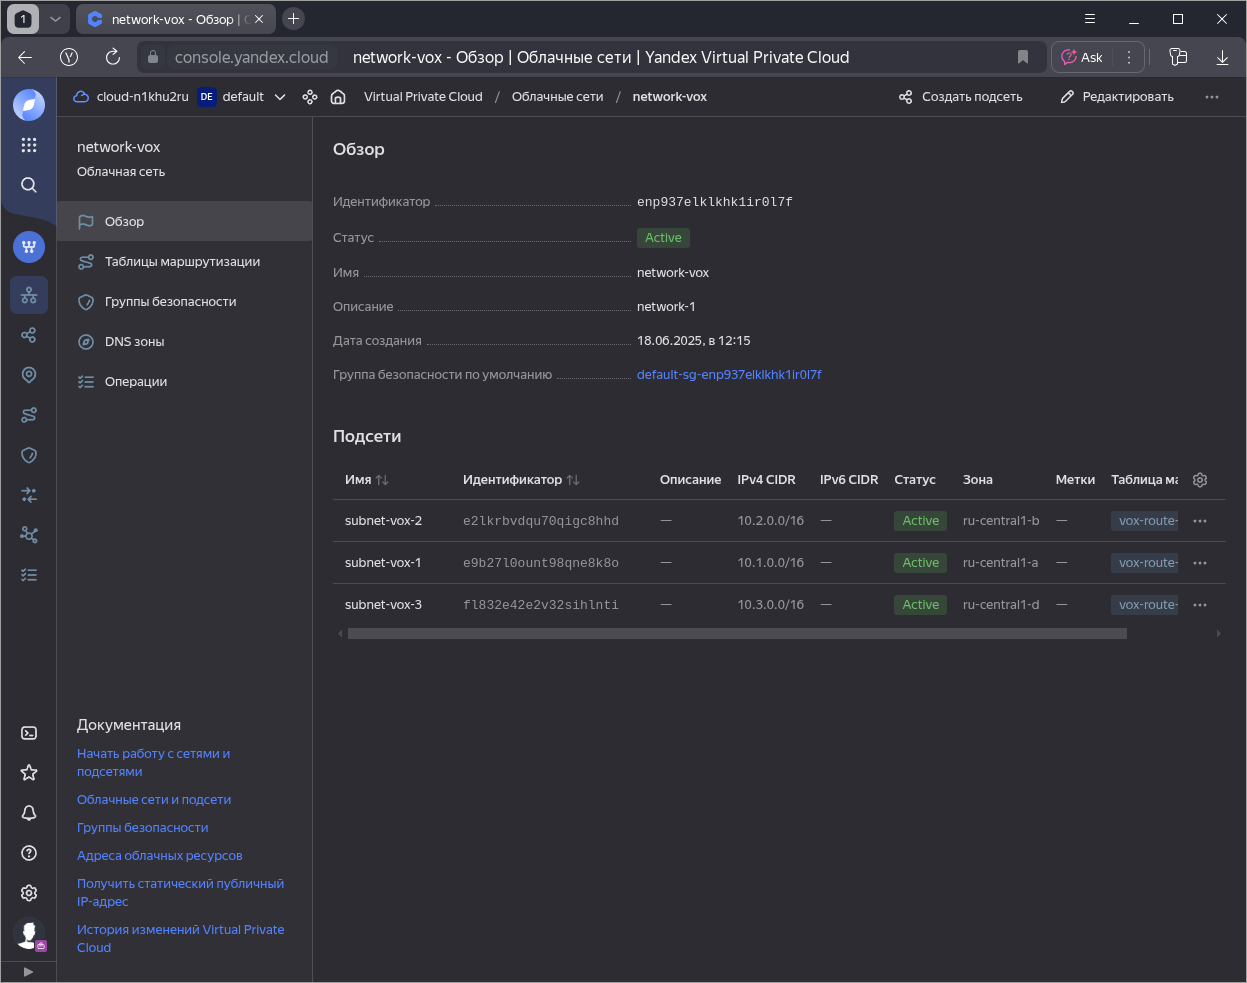 1
network-vox - Обзор |
console.yandex.cloud
network-vox - Обзор | Облачные сети | Yandex Virtual Private Cloud
Ask
cloud-n1khu2ru
DE
default
Virtual Private Cloud / Облачные сети / network-vox
Создать подсеть
Редактировать
network-vox
Облачная сеть
Обзор
Таблицы маршрутизации
Группы безопасности
DNS зоны
Операции
Документация
Начать работу с сетями и
подсетями
Облачные сети и подсети
Группы безопасности
Адреса облачных ресурсов
Получить статический публичный
IP-адрес
История изменений Virtual Private
Cloud
Обзор
Идентификатор enp937elklkhk1ir0l7f
Статус Active
Имя network-vox
Описание network-1
Дата создания 18.06.2025, в 12:15
Группа безопасности по умолчанию default-sg-enp937elklkhk1ir0l7f
Подсети
Имя Идентификатор Описание IPv4 CIDR IPv6 CIDR Статус Зона Метки Таблица ма
subnet-vox-2 e2lkrbvdqu70qigc8hhd — 10.2.0.0/16 — Active ru-central1-b — vox-route-
subnet-vox-1 e9b27l0ount98qne8k8o — 10.1.0.0/16 — Active ru-central1-a — vox-route-
subnet-vox-3 fl832e42e2v32sihlnti — 10.3.0.0/16 — Active ru-central1-d — vox-route-